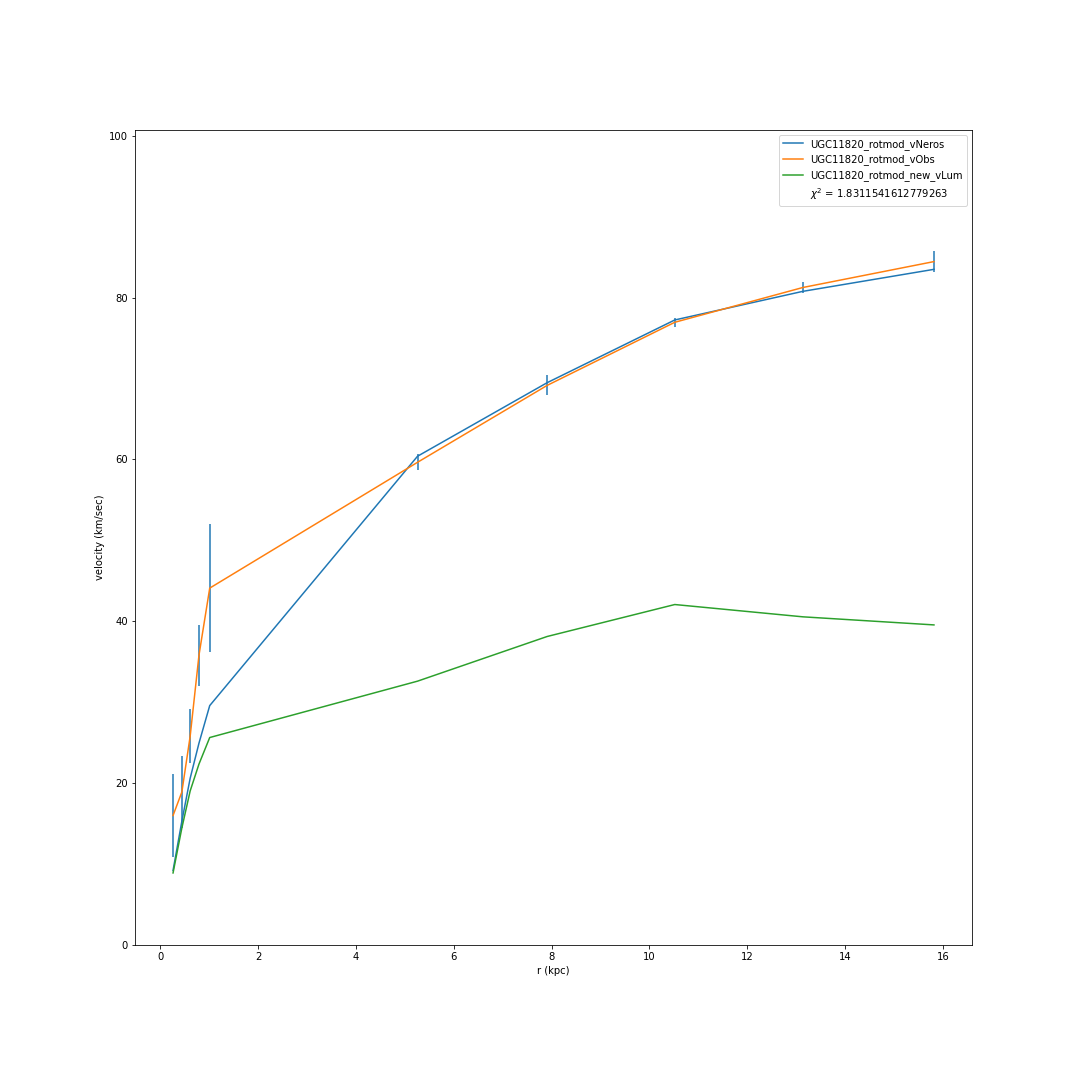 UGC11820_rotmod_vNeros
UGC11820_rotmod_vObs
UGC11820_rotmod_new_vLum
χ² = 1.8311541612779263
100
80
60
40
20
0
velocity (km/sec)
0 2 4 6 8 10 12 14 16
r (kpc)